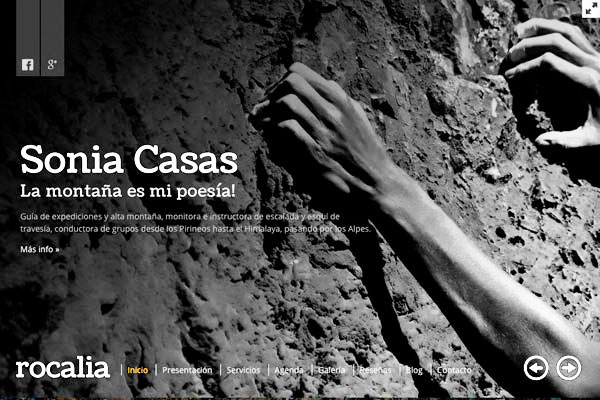 Sonia Casas
La montaña es mi poesía!
Guía de expediciones y alta montaña, monitora e instructora de escalada y esquí de
travesía, conductora de grupos desde los Pirineos hasta el Himalaya, pasando por los Alpes.
Más info »
rocalia | Inicio | Presentación | Servicios | Agenda | Galería | Reseñas | Blog | Contacto